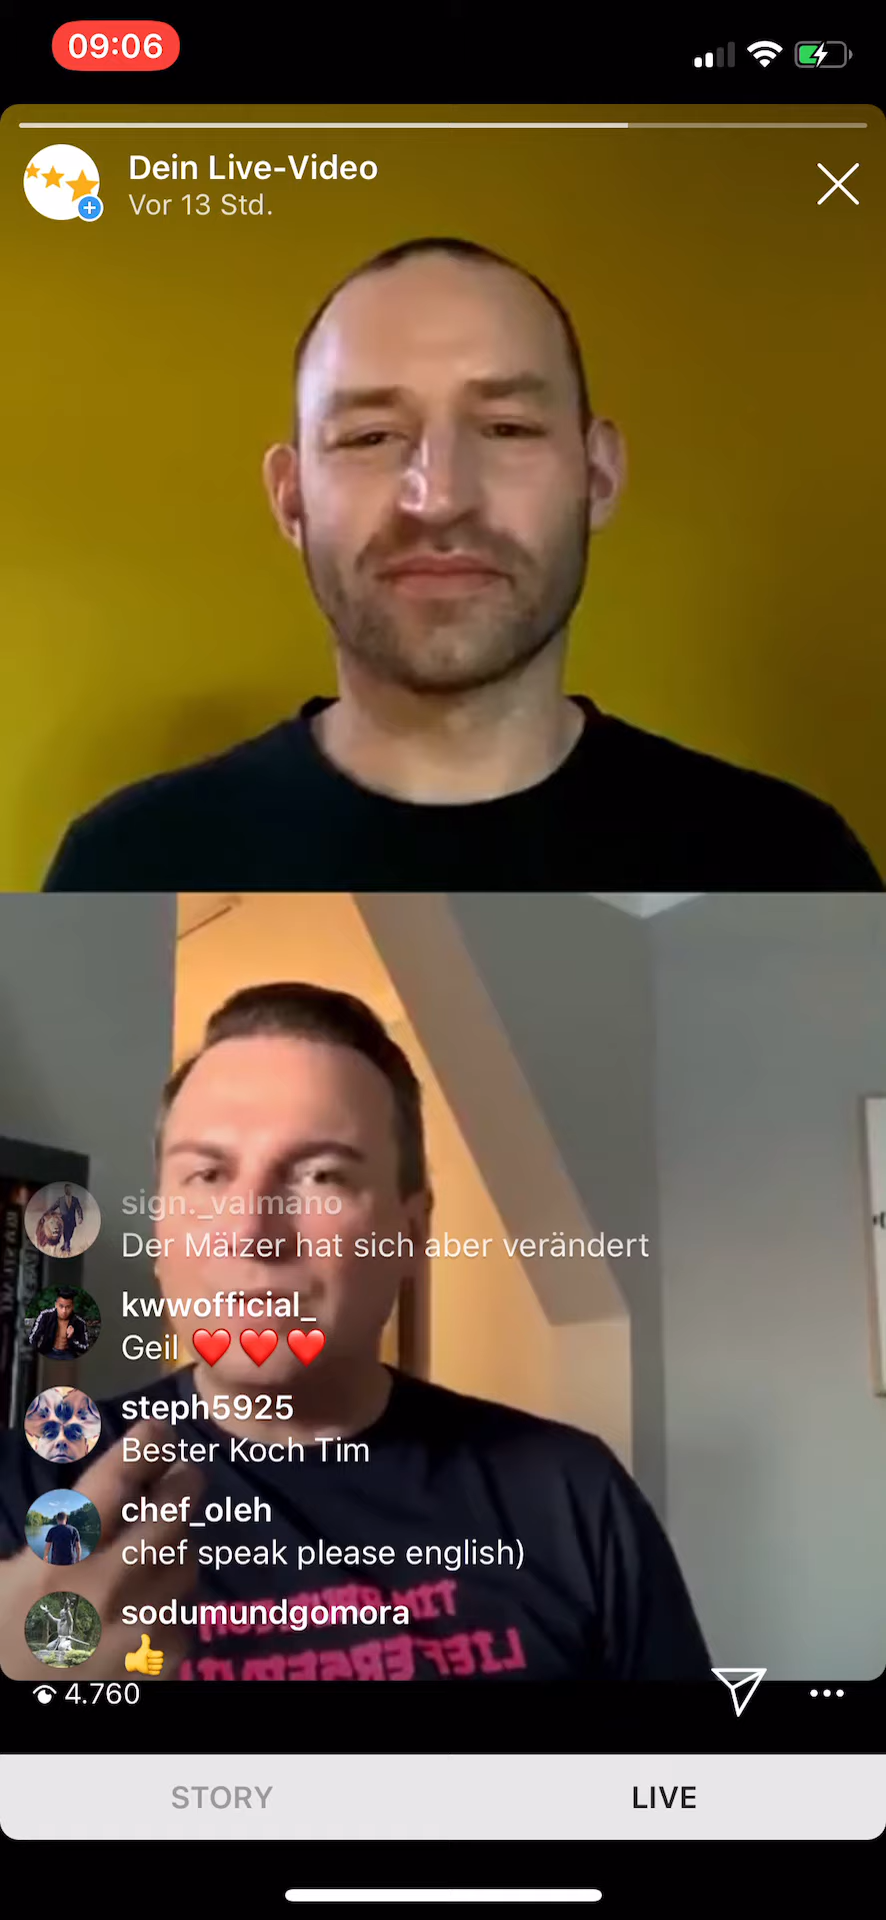 09:06
Dein Live-Video
Vor 13 Std.
sign._valmano
Der Mälzer hat sich aber verändert
kwwofficial_
Geil ❤️❤️❤️
steph5925
Bester Koch Tim
chef_oleh
chef speak please english)
sodumundgomora
👍
4.760
STORY
LIVE